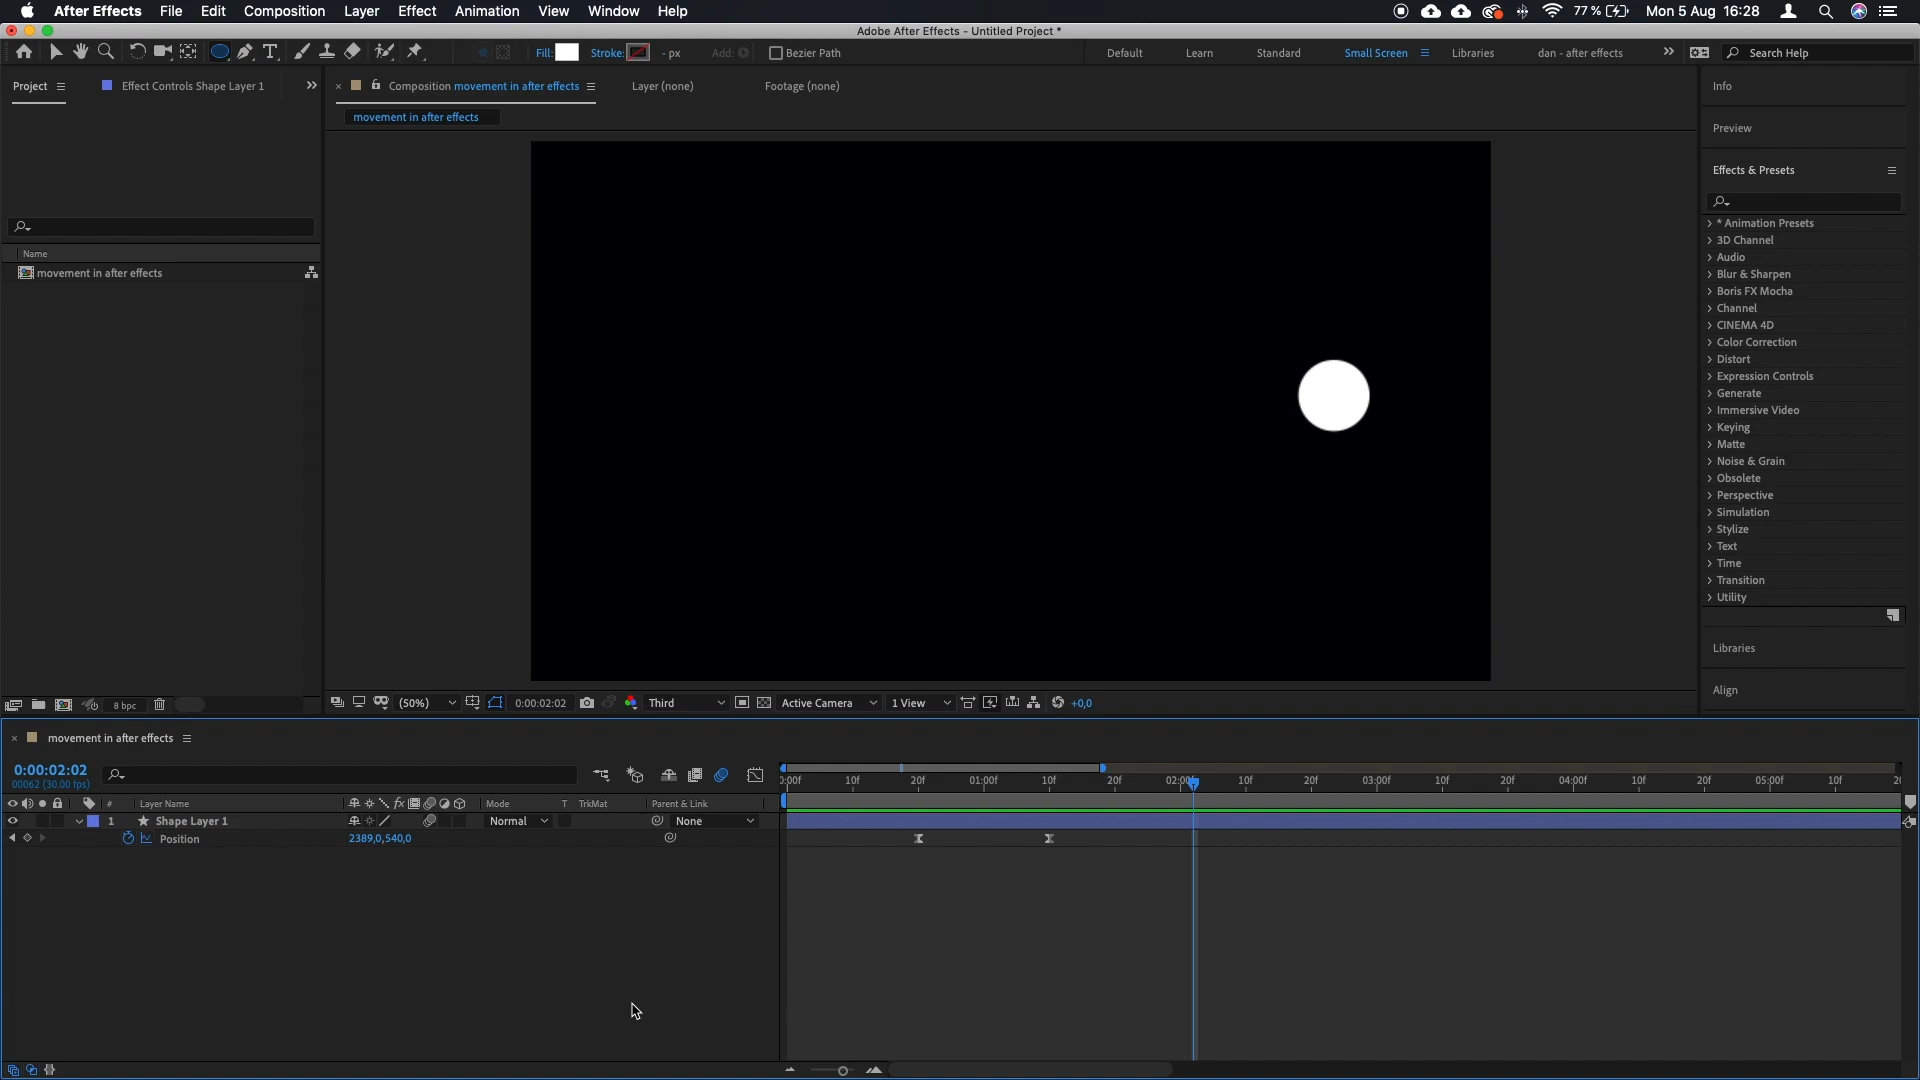 After Effects File Edit Composition Layer Effect Animation View Window Help 77 % Mon 5 Aug 16:28
Adobe After Effects - Untitled Project *
Fill: Stroke: - px Add: Bezier Path Default Learn Standard Small Screen Libraries dan - after effects Search Help
Project Effect Controls Shape Layer 1 Composition movement in after effects Layer (none) Footage (none) Info
movement in after effects
Preview
Effects & Presets
* Animation Presets
3D Channel
Audio
Blur & Sharpen
Boris FX Mocha
Channel
CINEMA 4D
Color Correction
Distort
Expression Controls
Generate
Immersive Video
Keying
Matte
Noise & Grain
Obsolete
Perspective
Simulation
Stylize
Text
Time
Transition
Utility
Libraries
Align
Name
movement in after effects
8 bpc (50%) 0:00:02:02 Third Active Camera 1 View +0,0
movement in after effects
0:00:02:02
00062 (30.00 fps)
0:00f 10f 20f 01:00f 10f 20f 02:00f 10f 20f 03:00f 10f 20f 04:00f 10f 20f 05:00f 10f
# Layer Name Mode T TrkMat Parent & Link
1 Shape Layer 1 Normal None
Position 2389,0,540,0